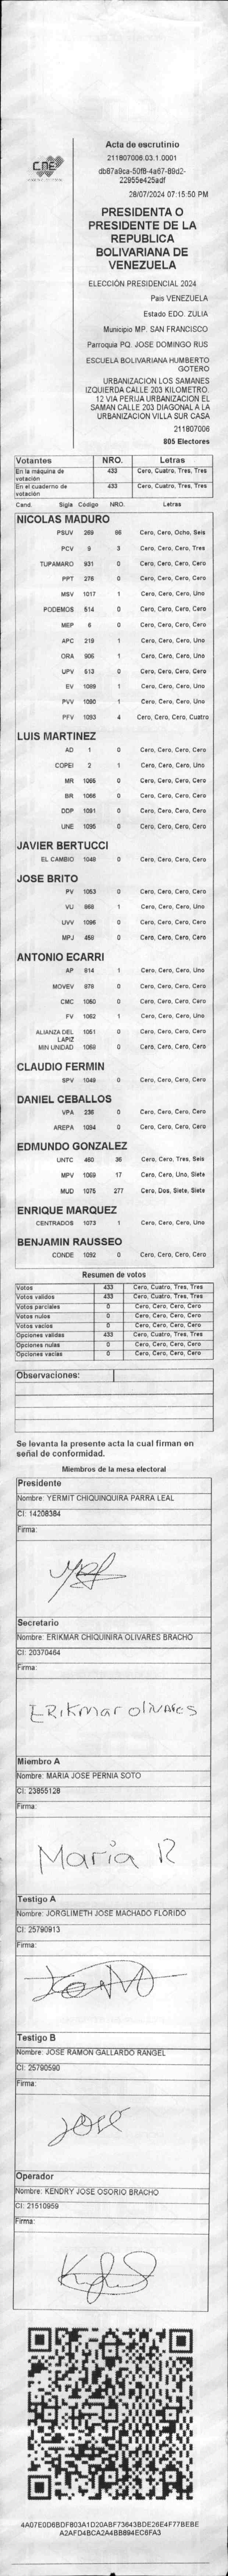 CNE
Acta de escrutinio
211807006.03.1.0001
db87a9ca-50f8-4a67-89d2-
22955e425adf
28/07/2024 07:15:50 PM
PRESIDENTA O
PRESIDENTE DE LA
REPUBLICA
BOLIVARIANA DE
VENEZUELA
ELECCIÓN PRESIDENCIAL 2024
Pais VENEZUELA
Estado EDO. ZULIA
Municipio MP. SAN FRANCISCO
Parroquia PQ. JOSE DOMINGO RUS
ESCUELA BOLIVARIANA HUMBERTO
GOTERO
URBANIZACION LOS SAMANES
IZQUIERDA CALLE 203 KILOMETRO
12 VIA PERIJA URBANIZACION EL
SAMAN CALLE 203 DIAGONAL A LA
URBANIZACION VILLA SUR CASA
211807006
805 Electores
Votantes NRO. Letras
En la máquina de votación 433 Cero, Cuatro, Tres, Tres
En el cuaderno de votación 433 Cero, Cuatro, Tres, Tres
Cand. Sigla Código NRO. Letras
NICOLAS MADURO
PSUV 269 86 Cero, Cero, Ocho, Seis
PCV 9 3 Cero, Cero, Cero, Tres
TUPAMARO 931 0 Cero, Cero, Cero, Cero
PPT 276 0 Cero, Cero, Cero, Cero
MSV 1017 1 Cero, Cero, Cero, Uno
PODEMOS 514 0 Cero, Cero, Cero, Cero
MEP 6 0 Cero, Cero, Cero, Cero
APC 219 1 Cero, Cero, Cero, Uno
ORA 906 1 Cero, Cero, Cero, Uno
UPV 513 0 Cero, Cero, Cero, Cero
EV 1089 1 Cero, Cero, Cero, Uno
PVV 1090 1 Cero, Cero, Cero, Uno
PFV 1093 4 Cero, Cero, Cero, Cuatro
LUIS MARTINEZ
AD 1 0 Cero, Cero, Cero, Cero
COPEI 2 1 Cero, Cero, Cero, Uno
MR 1065 0 Cero, Cero, Cero, Cero
BR 1066 0 Cero, Cero, Cero, Cero
DDP 1091 0 Cero, Cero, Cero, Cero
UNE 1095 0 Cero, Cero, Cero, Cero
JAVIER BERTUCCI
EL CAMBIO 1048 0 Cero, Cero, Cero, Cero
JOSE BRITO
PV 1053 0 Cero, Cero, Cero, Cero
VU 868 1 Cero, Cero, Cero, Uno
UVV 1096 0 Cero, Cero, Cero, Cero
MPJ 458 0 Cero, Cero, Cero, Cero
ANTONIO ECARRI
AP 814 1 Cero, Cero, Cero, Uno
MOVEV 878 0 Cero, Cero, Cero, Cero
CMC 1060 0 Cero, Cero, Cero, Cero
FV 1062 1 Cero, Cero, Cero, Uno
ALIANZA DEL LAPIZ 1051 0 Cero, Cero, Cero, Cero
MIN UNIDAD 1069 0 Cero, Cero, Cero, Cero
CLAUDIO FERMIN
SPV 1049 0 Cero, Cero, Cero, Cero
DANIEL CEBALLOS
VPA 236 0 Cero, Cero, Cero, Cero
AREPA 1094 0 Cero, Cero, Cero, Cero
EDMUNDO GONZALEZ
UNTC 460 36 Cero, Cero, Tres, Seis
MPV 1069 17 Cero, Cero, Uno, Siete
MUD 1075 277 Cero, Dos, Siete, Siete
ENRIQUE MARQUEZ
CENTRADOS 1073 1 Cero, Cero, Cero, Uno
BENJAMIN RAUSSEO
CONDE 1092 0 Cero, Cero, Cero, Cero
Resumen de votos
Votos 433 Cero, Cuatro, Tres, Tres
Votos validos 433 Cero, Cuatro, Tres, Tres
Votos parciales 0 Cero, Cero, Cero, Cero
Votos nulos 0 Cero, Cero, Cero, Cero
Votos vacios 0 Cero, Cero, Cero, Cero
Opciones validas 433 Cero, Cuatro, Tres, Tres
Opciones nulas 0 Cero, Cero, Cero, Cero
Opciones vacias 0 Cero, Cero, Cero, Cero
Observaciones:
Se levanta la presente acta la cual firman en
señal de conformidad.
Miembros de la mesa electoral
Presidente
Nombre: YERMIT CHIQUINQUIRA PARRA LEAL
CI: 14208384
Firma:
Secretario
Nombre: ERIKMAR CHIQUINIRA OLIVARES BRACHO
CI: 20370464
Firma:
ERIKmar olivares
Miembro A
Nombre: MARIA JOSE PERNIA SOTO
CI: 23855128
Firma:
Maria
Testigo A
Nombre: JORGLIMETH JOSE MACHADO FLORIDO
CI: 25790913
Firma:
Testigo B
Nombre: JOSE RAMON GALLARDO RANGEL
CI: 25790590
Firma:
JOSE
Operador
Nombre: KENDRY JOSE OSORIO BRACHO
CI: 21510959
Firma:
4A07E0D6BDF803A1D20ABF73643BDE26E4F77BEBE
A2AFD4BCA2A4BB894EC6FA3